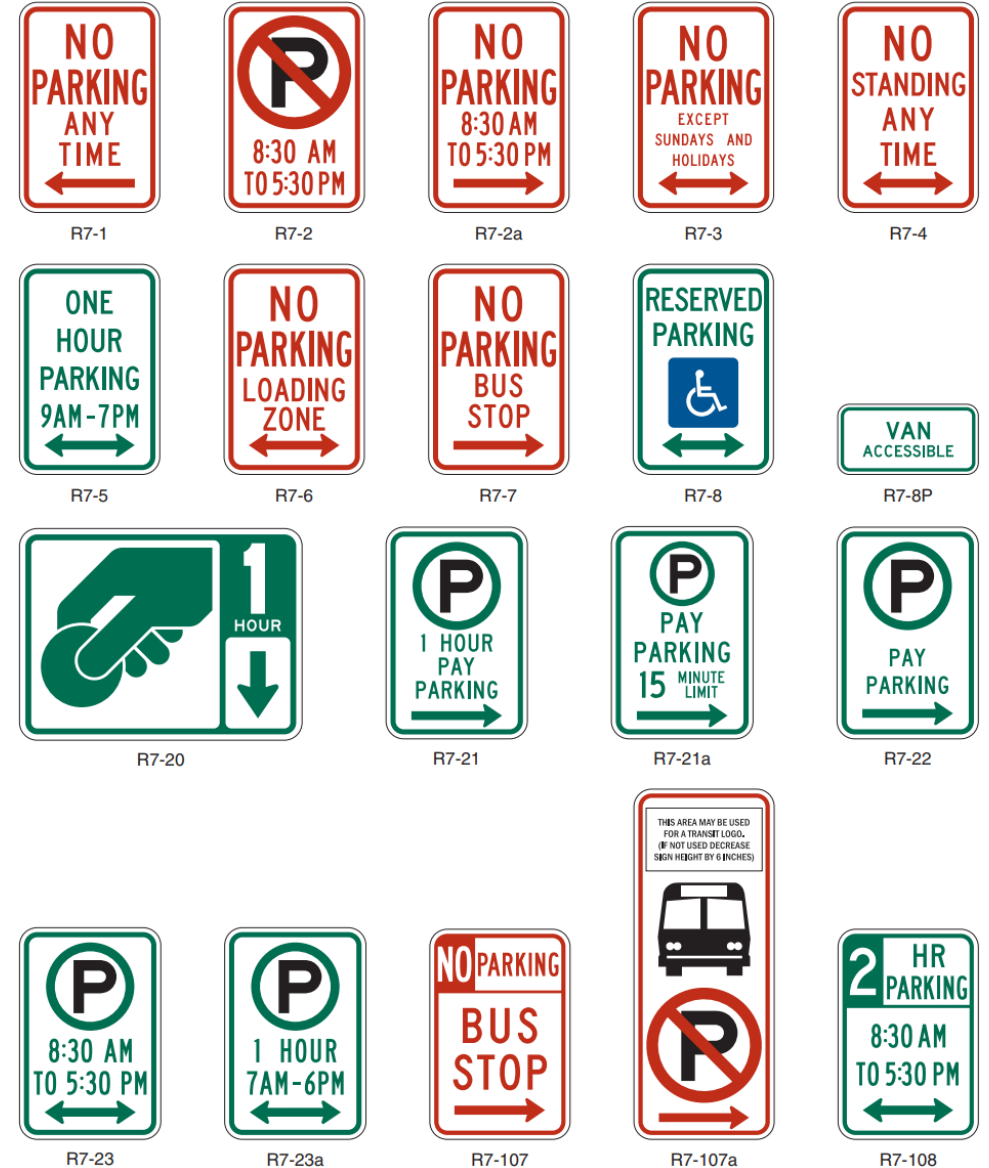 NO
PARKING
ANY
TIME
R7-1
P
8:30 AM
TO 5:30 PM
R7-2
NO
PARKING
8:30 AM
TO 5:30 PM
R7-2a
NO
PARKING
EXCEPT
SUNDAYS AND
HOLIDAYS
R7-3
NO
STANDING
ANY
TIME
R7-4
ONE
HOUR
PARKING
9AM-7PM
R7-5
NO
PARKING
LOADING
ZONE
R7-6
NO
PARKING
BUS
STOP
R7-7
RESERVED
PARKING
R7-8
VAN
ACCESSIBLE
R7-8P
1
HOUR
R7-20
P
1 HOUR
PAY
PARKING
R7-21
P
PAY
PARKING
15 MINUTE
LIMIT
R7-21a
P
PAY
PARKING
R7-22
P
8:30 AM
TO 5:30 PM
R7-23
P
1 HOUR
7AM-6PM
R7-23a
NO PARKING
BUS
STOP
R7-107
THIS AREA MAY BE USED
FOR A TRANSIT LOGO.
(IF NOT USED DECREASE
SIGN HEIGHT BY 6 INCHES)
P
R7-107a
2 HR
PARKING
8:30 AM
TO 5:30 PM
R7-108